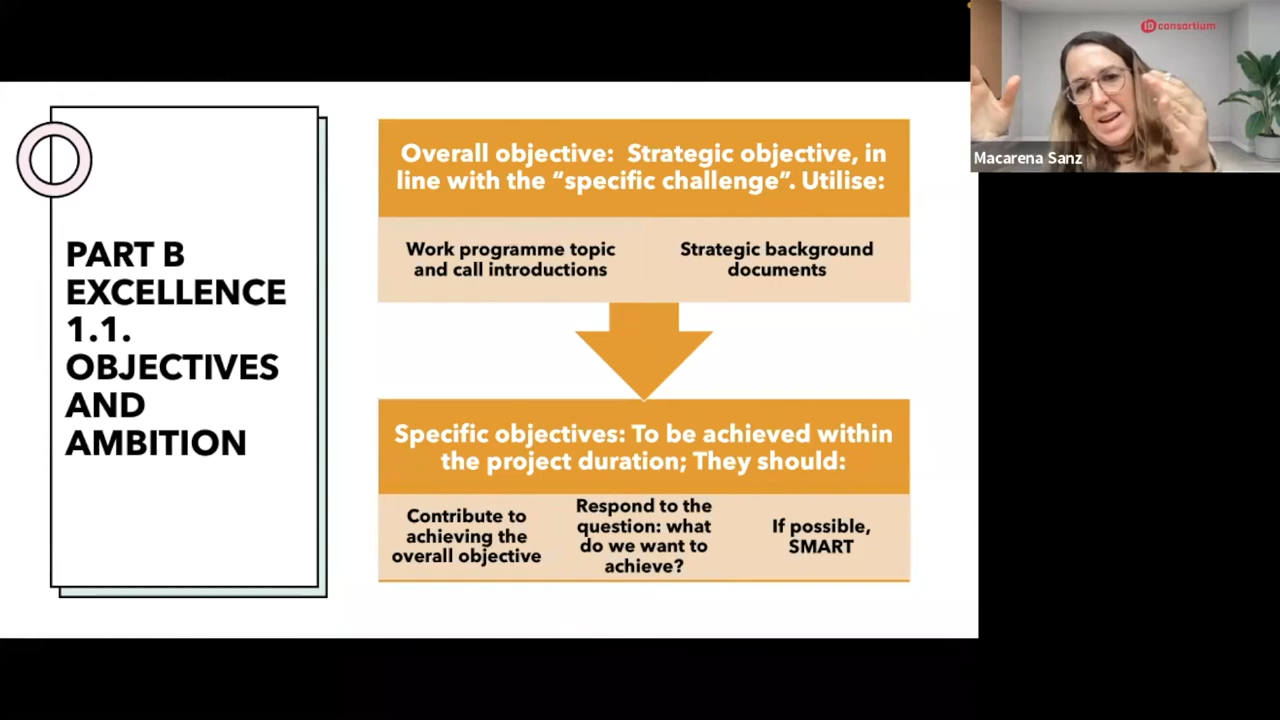 PART B
EXCELLENCE
1.1.
OBJECTIVES
AND
AMBITION
Overall objective: Strategic objective, in
line with the “specific challenge”. Utilise:
Work programme topic
and call introductions
Strategic background
documents
Specific objectives: To be achieved within
the project duration; They should:
Contribute to
achieving the
overall objective
Respond to the
question: what
do we want to
achieve?
If possible,
SMART
ID consortium
Macarena Sanz